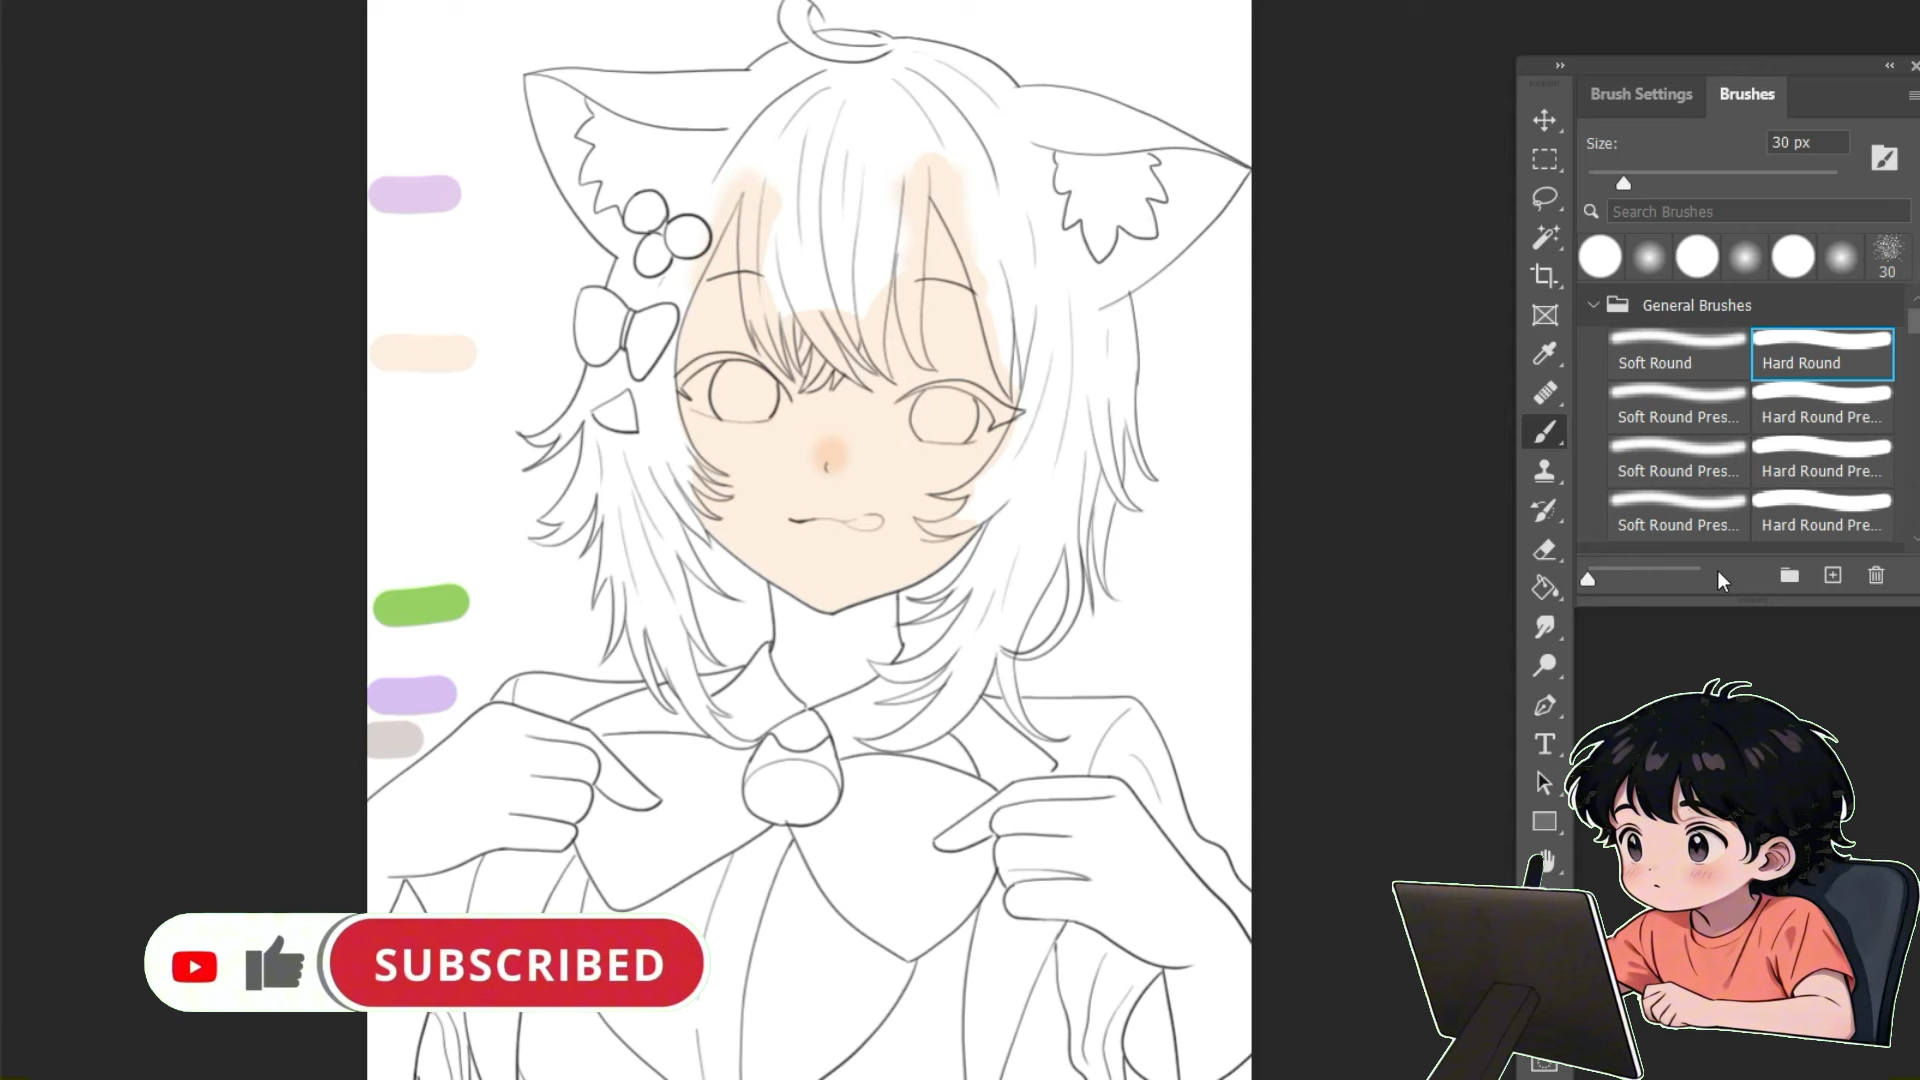 Brush Settings
Brushes
Size:
30 px
Search Brushes
30
General Brushes
Soft Round
Hard Round
Soft Round Pres...
Hard Round Pre...
Soft Round Pres...
Hard Round Pre...
Soft Round Pres...
Hard Round Pre...
SUBSCRIBED